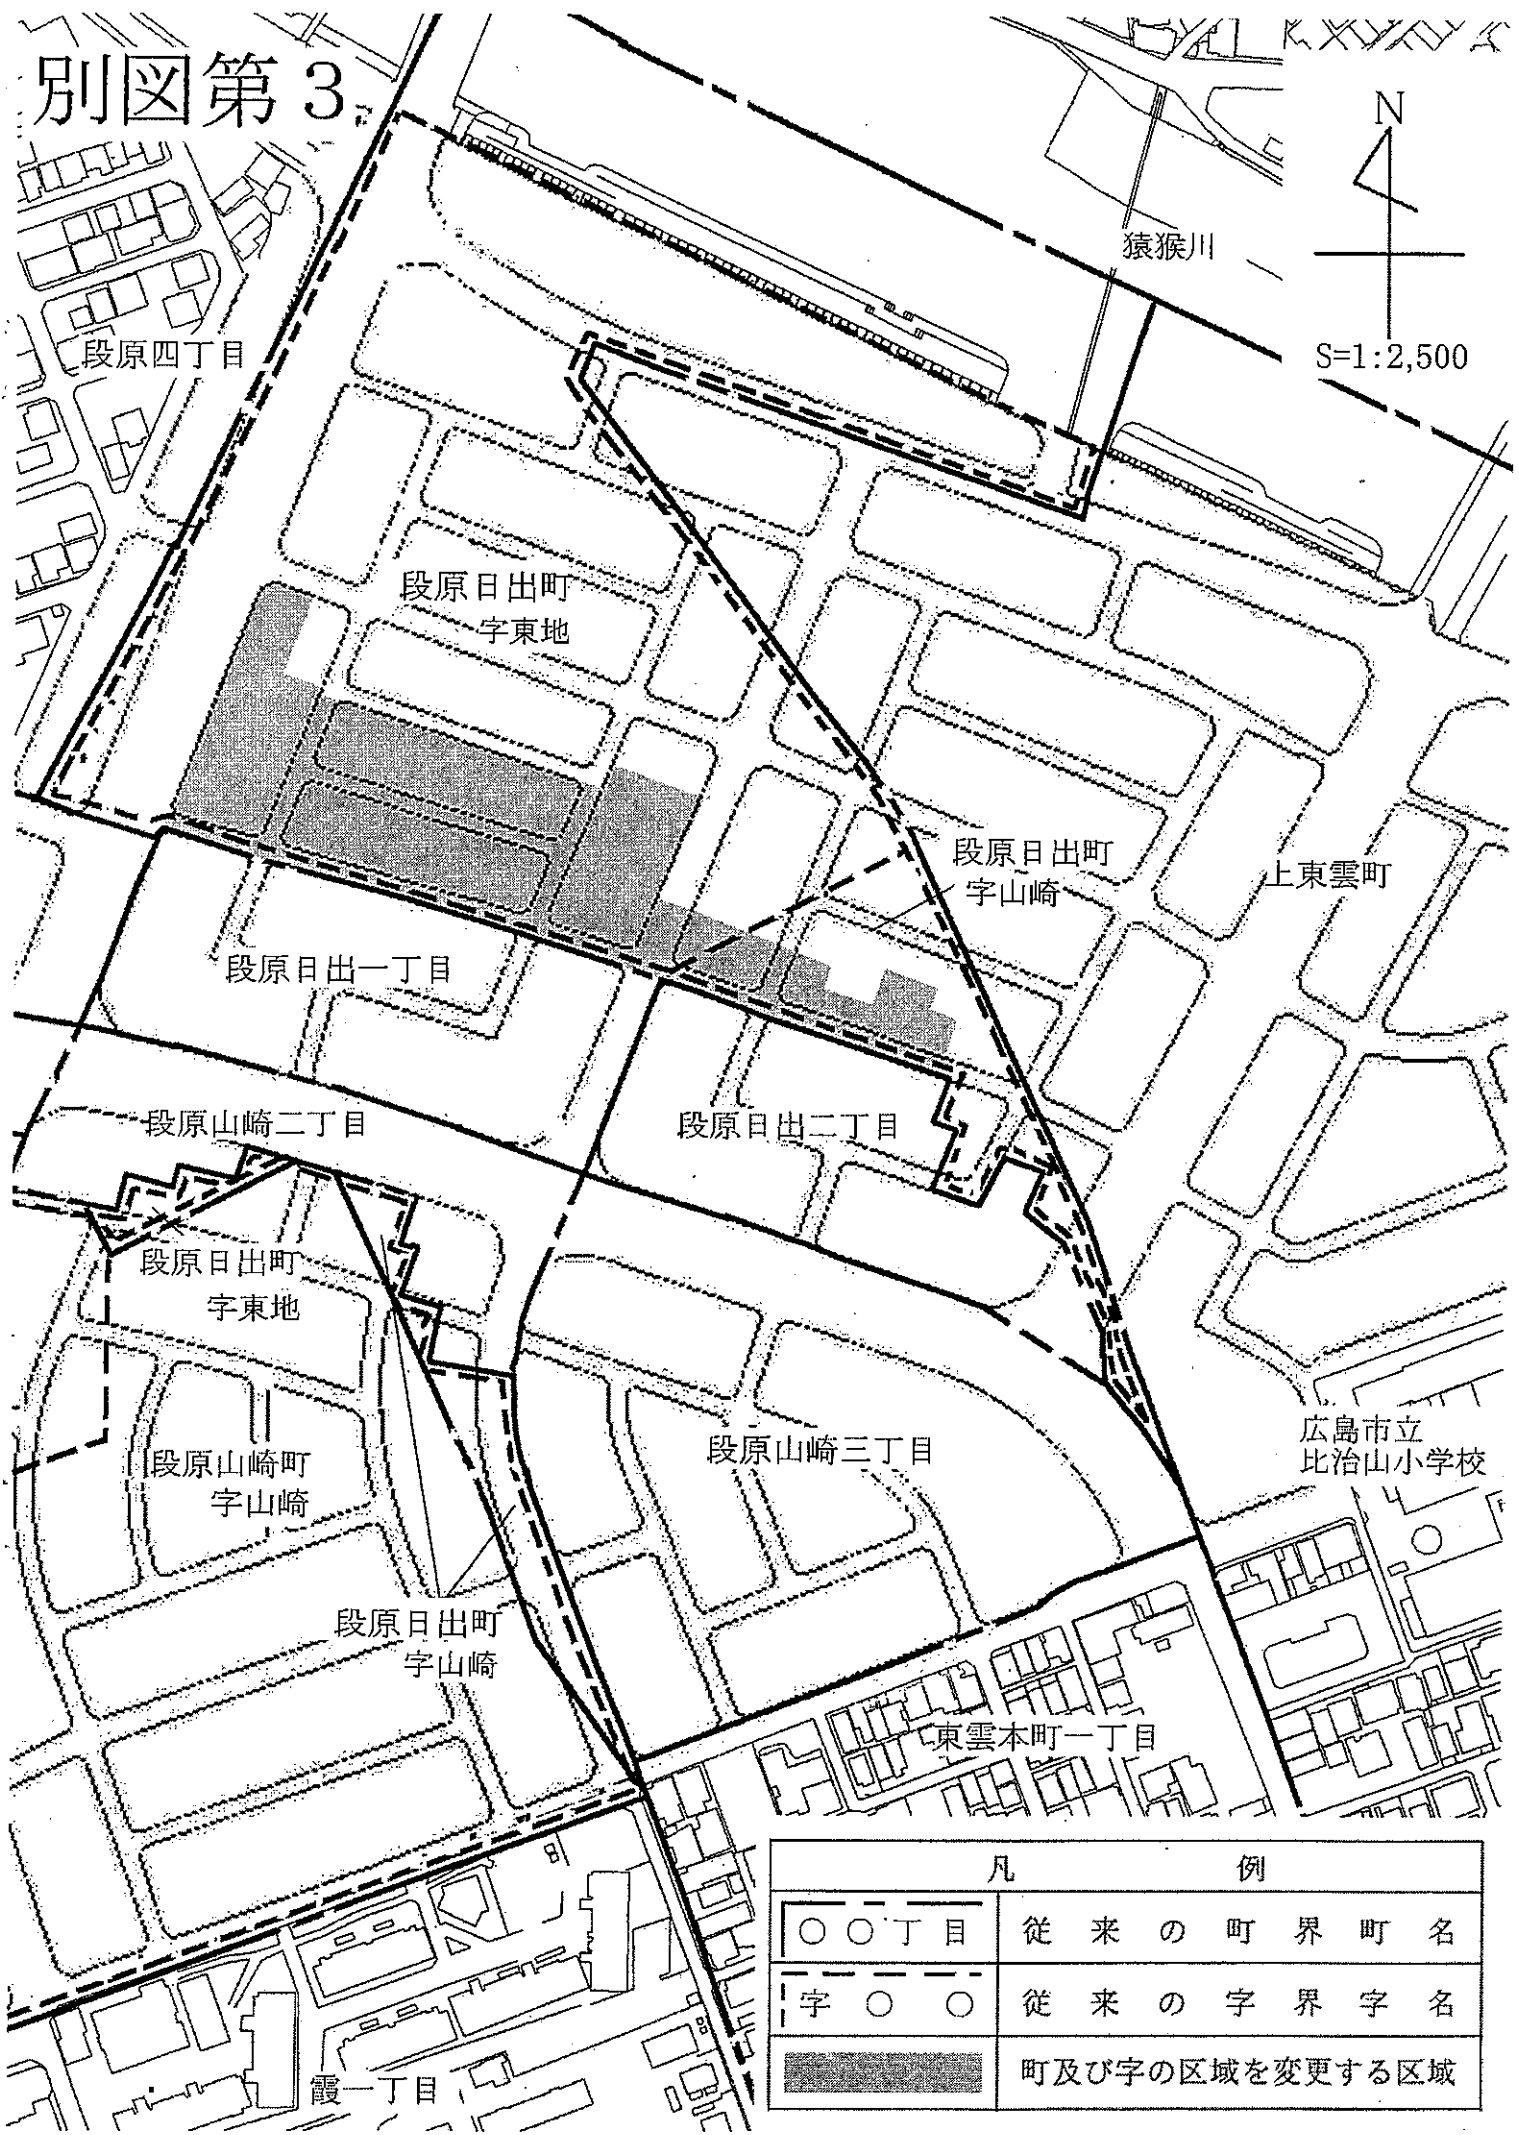 別図第3
N
猿猴川
S=1:2,500
段原四丁目
段原日出町
字東地
段原日出町
字山崎
上東雲町
段原日出一丁目
段原日出二丁目
段原山崎二丁目
段原日出町
字東地
段原山崎町
字山崎
段原山崎三丁目
広島市立
比治山小学校
段原日出町
字山崎
東雲本町一丁目
霞一丁目
凡例
○○丁目 従来の町界町名
字○○ 従来の字界字名
町及び字の区域を変更する区域